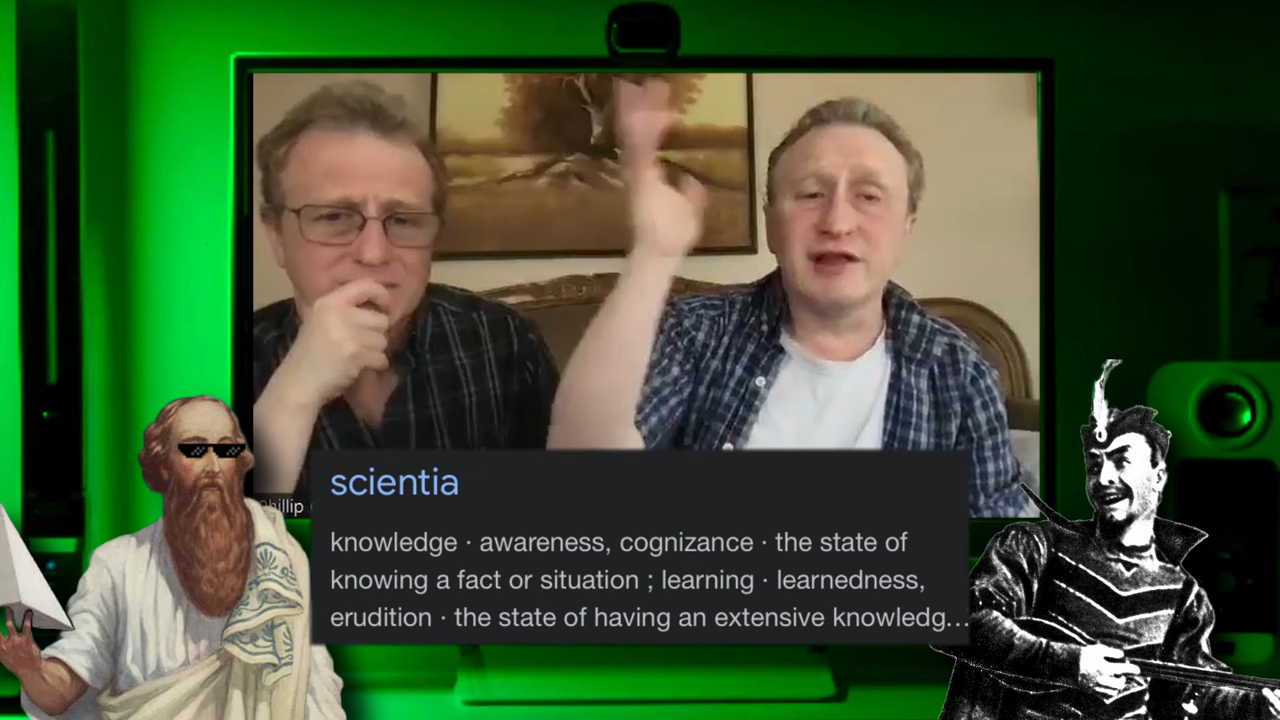 Phillip
scientia
knowledge · awareness, cognizance · the state of
knowing a fact or situation ; learning · learnedness,
erudition · the state of having an extensive knowledg...